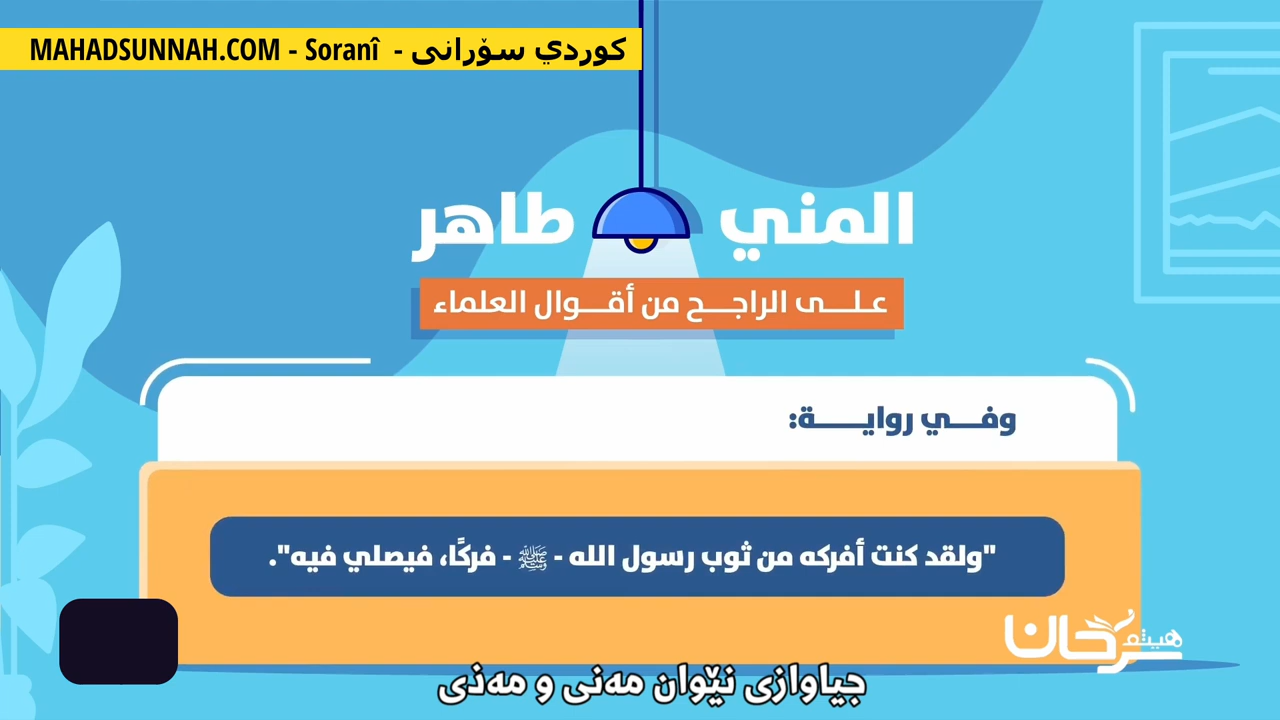 MAHADSUNNAH.COM - Soranî - كوردي سۆرانی
المني طاهر
على الراجح من أقوال العلماء
وفي رواية:
"ولقد كنت أفركه من ثوب رسول الله - ﷺ - فركًا، فيصلي فيه".
هيثم سرحان
جیاوازی نێوان مەنی و مەذی